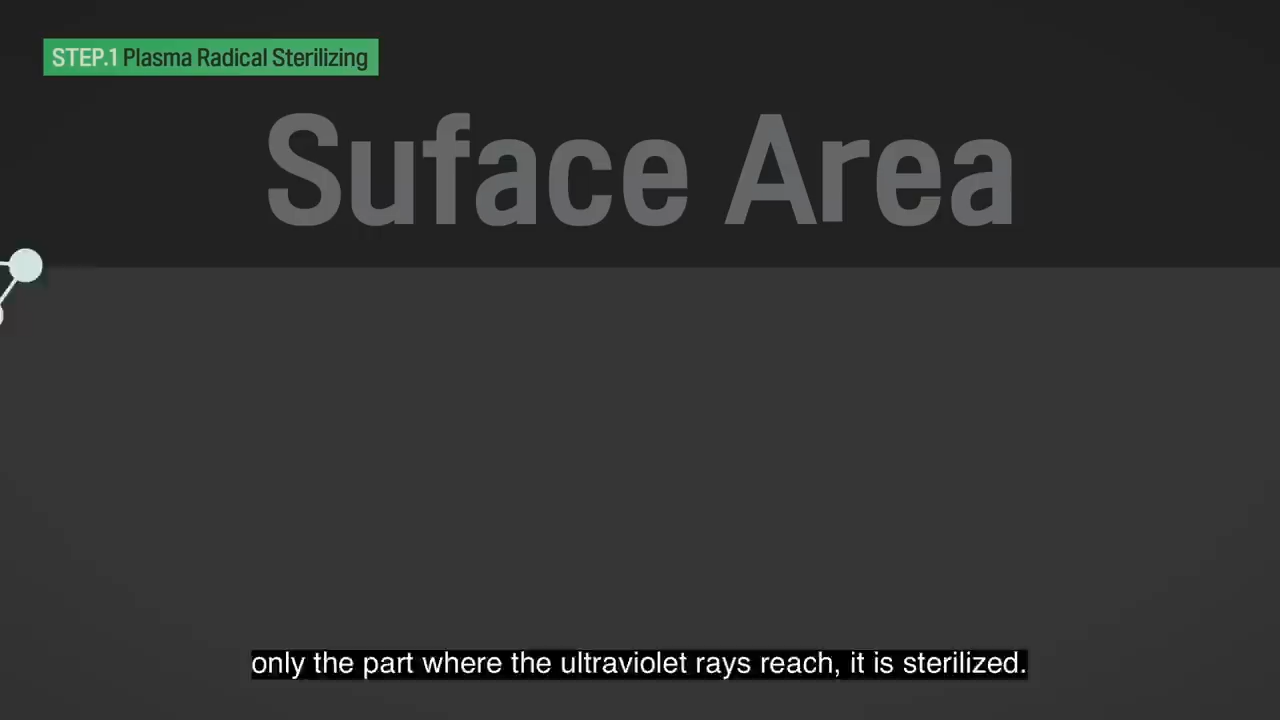 STEP.1 Plasma Radical Sterilizing
Suface Area
only the part where the ultraviolet rays reach, it is sterilized.